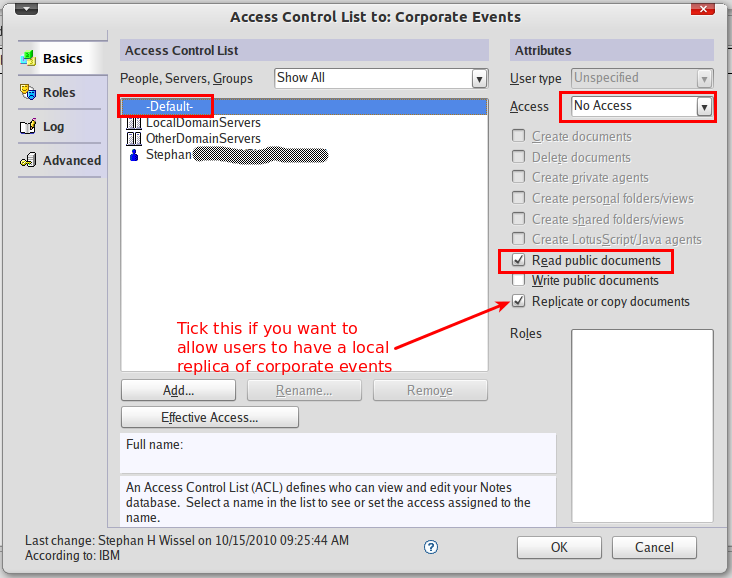 Access Control List to: Corporate Events
Basics
Roles
Log
Advanced
Access Control List
People, Servers, Groups
Show All
-Default-
LocalDomainServers
OtherDomainServers
Stephan
Tick this if you want to
allow users to have a local
replica of corporate events
Add...
Rename...
Remove
Effective Access...
Full name:
An Access Control List (ACL) defines who can view and edit your Notes
database.  Select a name in the list to see or set the access assigned to the
name.
Attributes
User type
Unspecified
Access
No Access
Create documents
Delete documents
Create private agents
Create personal folders/views
Create shared folders/views
Create LotusScript/Java agents
Read public documents
Write public documents
Replicate or copy documents
Roles
Last change: Stephan H Wissel on 10/15/2010 09:25:44 AM
According to: IBM
?
OK
Cancel